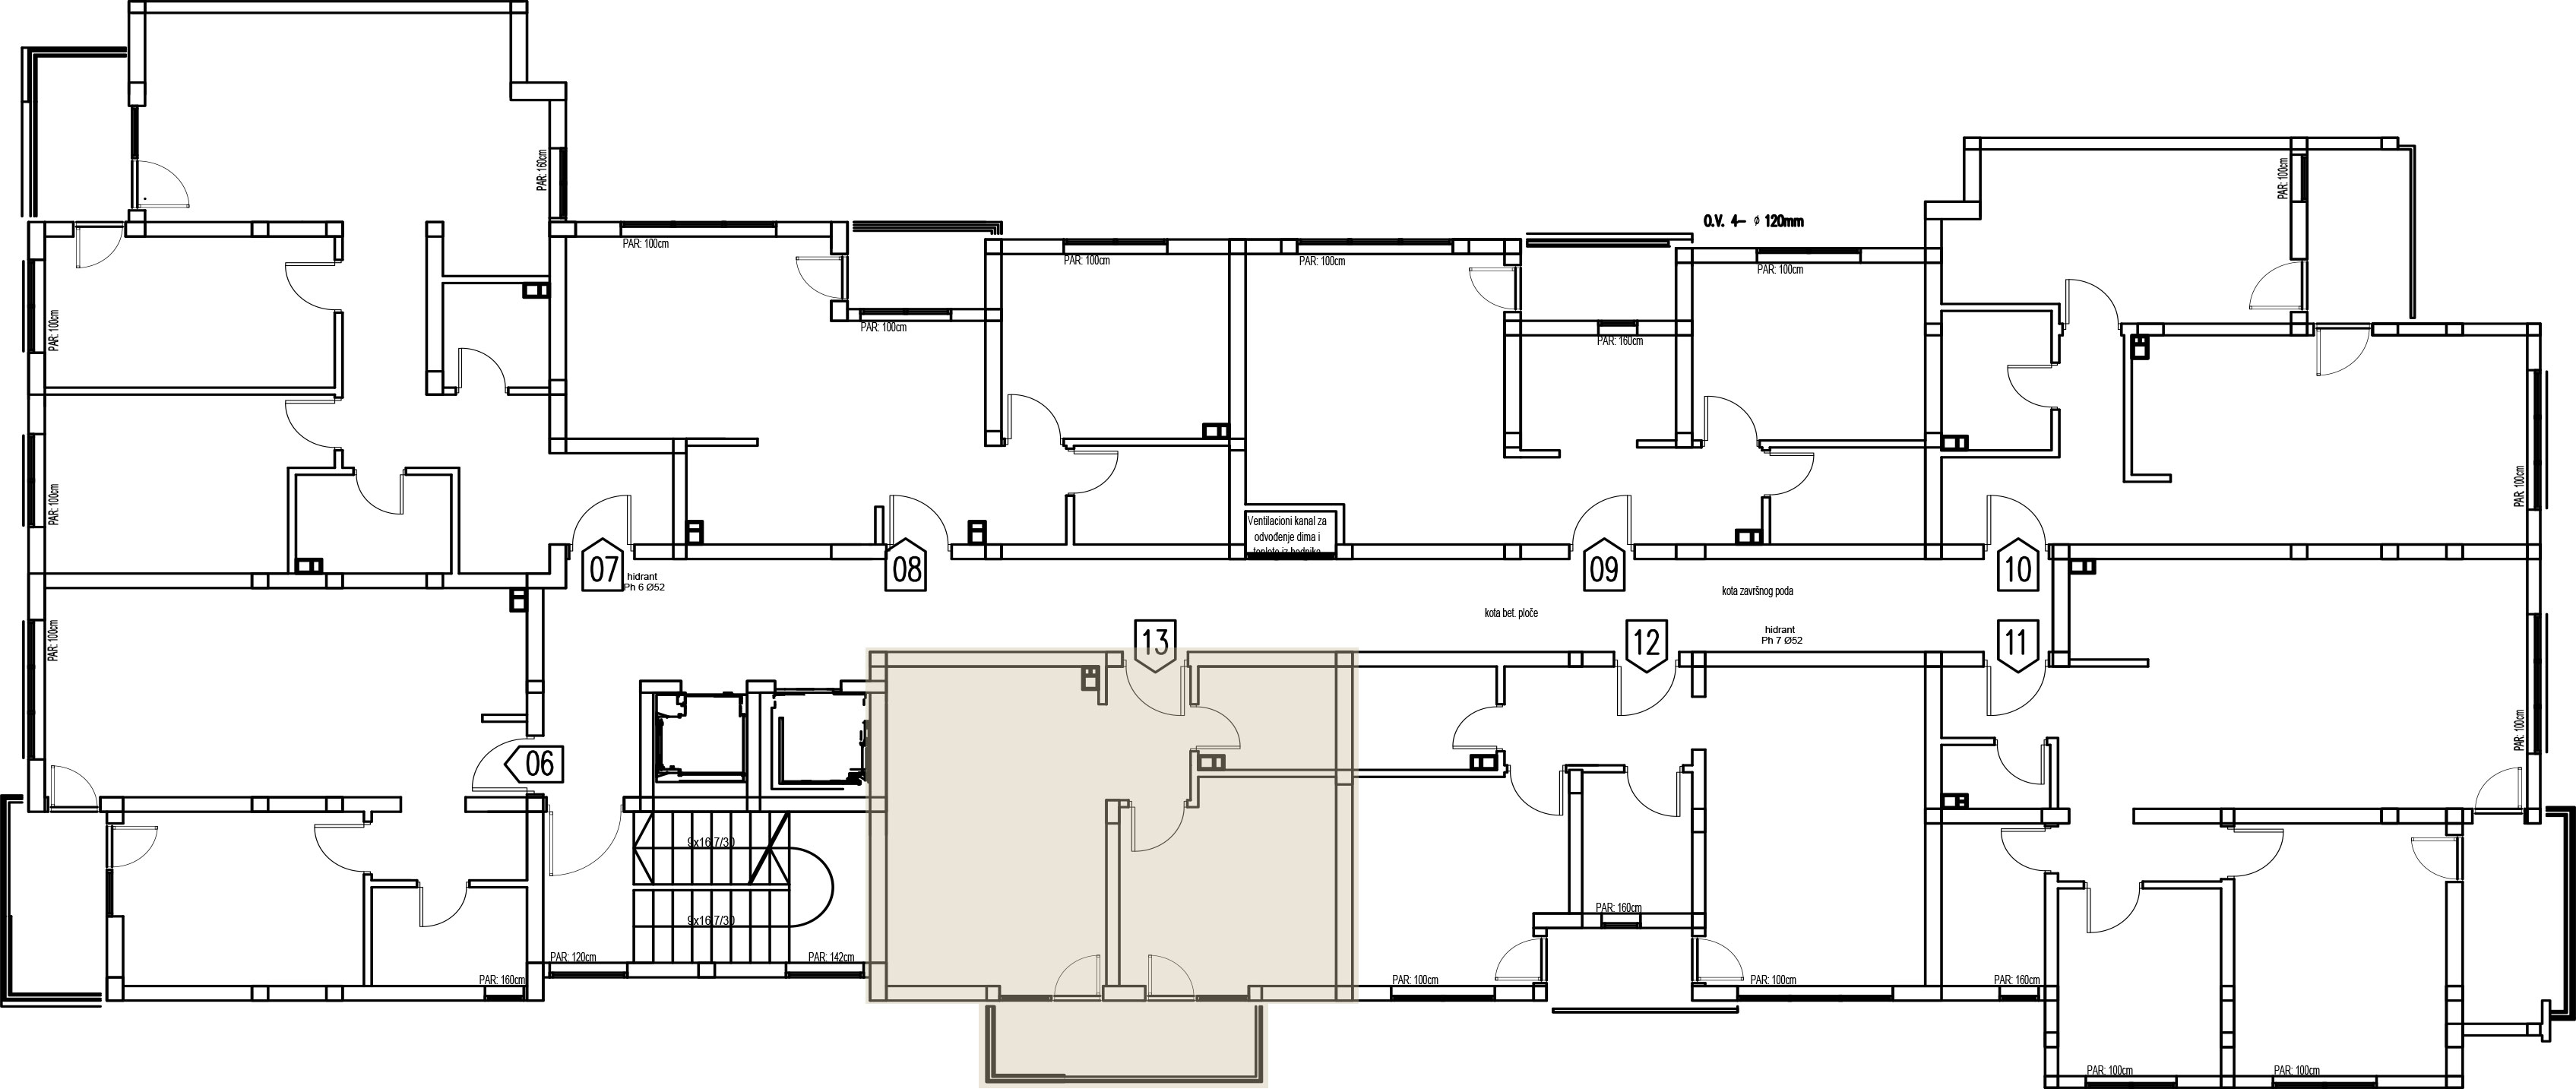 PAR: 160cm
PAR: 100cm
O.V. 4- ϕ 120mm
PAR: 100cm
PAR: 100cm
PAR: 100cm
PAR: 100cm
PAR: 100cm
PAR: 100cm
PAR: 160cm
PAR: 100cm
PAR: 100cm
PAR: 100cm
Ventilacioni kanal za
odvođenje dima i
toplote iz hodnika
07
08
09
10
hidrant
Ph 6 Ø52
kota završnog poda
kota bet. ploče
hidrant
Ph 7 Ø52
13
12
11
PAR: 100cm
PAR: 100cm
06
9x16,7/30
9x16,7/30
PAR: 160cm
PAR: 120cm
PAR: 142cm
PAR: 160cm
PAR: 100cm
PAR: 100cm
PAR: 160cm
PAR: 100cm
PAR: 100cm